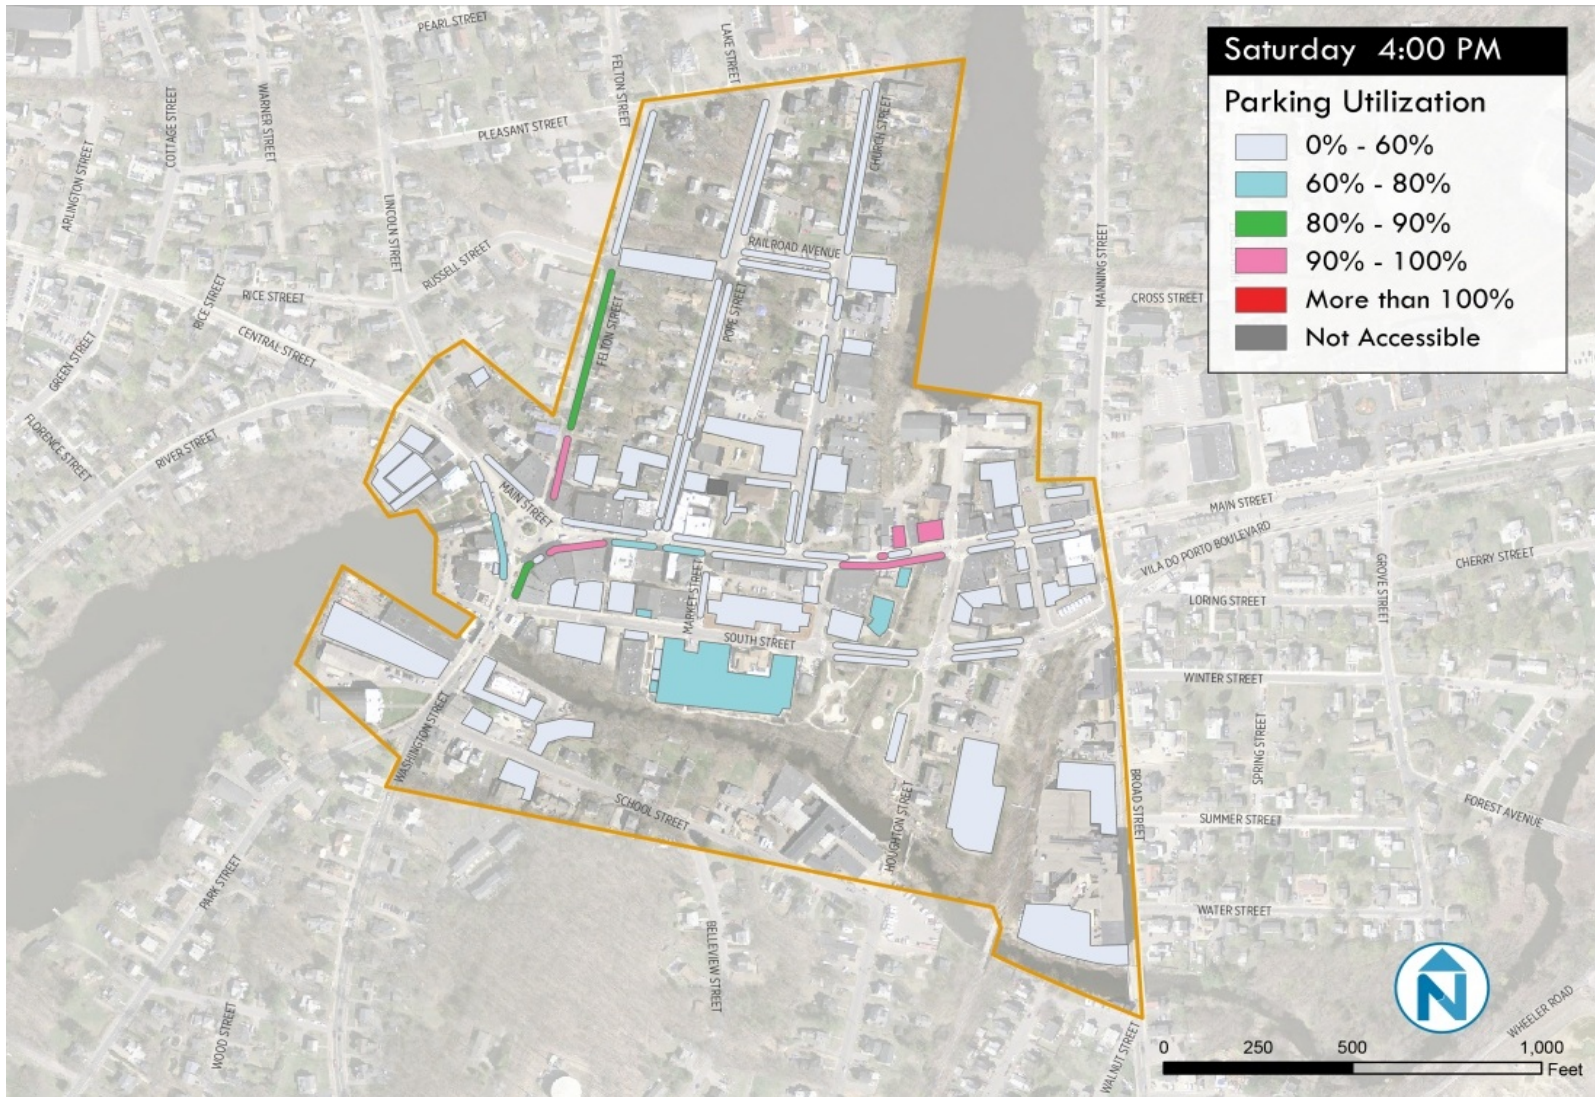 Saturday 4:00 PM
Parking Utilization
0% - 60%
60% - 80%
80% - 90%
90% - 100%
More than 100%
Not Accessible
PEARL STREET
LAKE STREET
FELTON STREET
COTTAGE STREET
WARNER STREET
PLEASANT STREET
CHURCH STREET
ARLINGTON STREET
LINCOLN STREET
RUSSELL STREET
RAILROAD AVENUE
MANNING STREET
CROSS STREET
RICE STREET
RICE STREET
FELTON STREET
POPE STREET
CENTRAL STREET
GREEN STREET
FLORENCE STREET
RIVER STREET
MAIN STREET
MAIN STREET
VILA DO PORTO BOULEVARD
GROVE STREET
CHERRY STREET
MARKET STREET
LORING STREET
SOUTH STREET
WINTER STREET
WASHINGTON STREET
SPRING STREET
SCHOOL STREET
HOUGHTON STREET
BROAD STREET
SUMMER STREET
FOREST AVENUE
PARK STREET
WATER STREET
BELLEVIEW STREET
WOOD STREET
WALNUT STREET
WHEELER ROAD
N
0 250 500 1,000
Feet